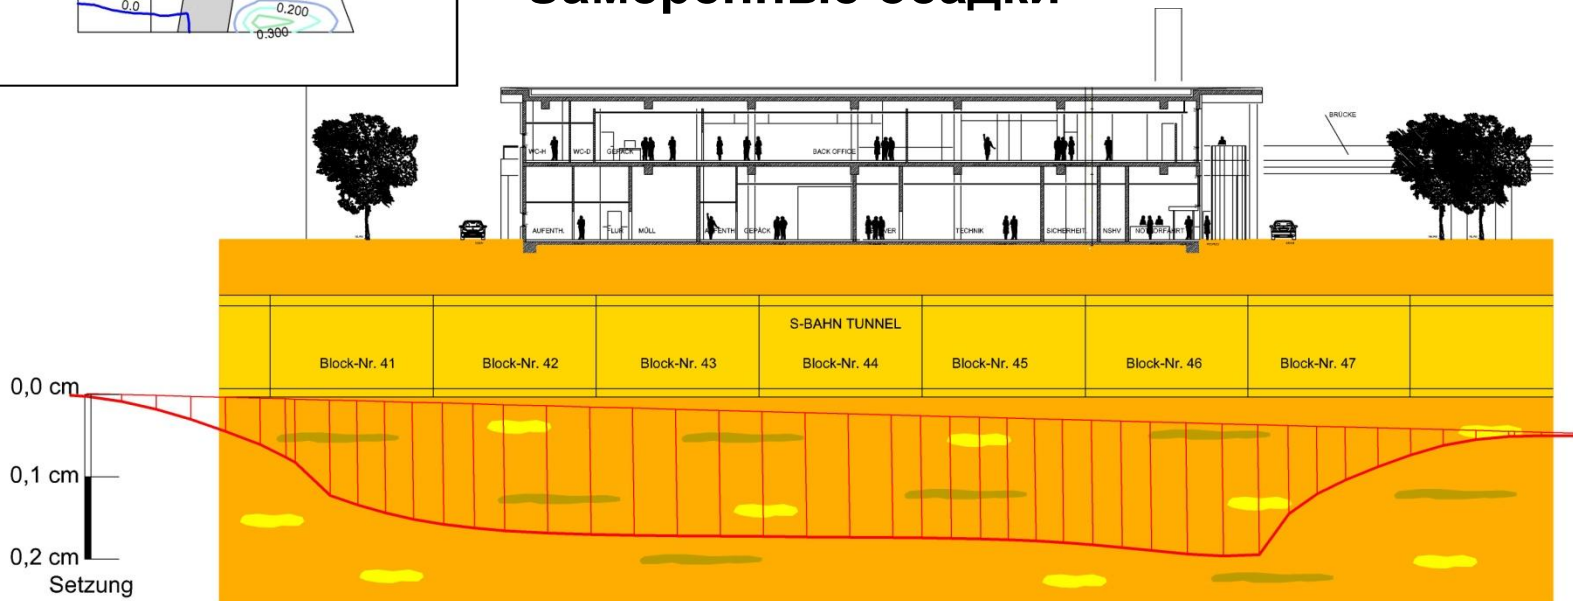 Замеренные осадки
0.0
0.200
0.300
BRÜCKE
WC-H
WC-D
GEPÄCK
BACK OFFICE
AUFENTH.
FLUR
MÜLL
AUFENTH
GEPÄCK
TECHNIK
SICHERHEIT
NSHV
S-BAHN TUNNEL
Block-Nr. 41
Block-Nr. 42
Block-Nr. 43
Block-Nr. 44
Block-Nr. 45
Block-Nr. 46
Block-Nr. 47
0,0 cm
0,1 cm
0,2 cm
Setzung